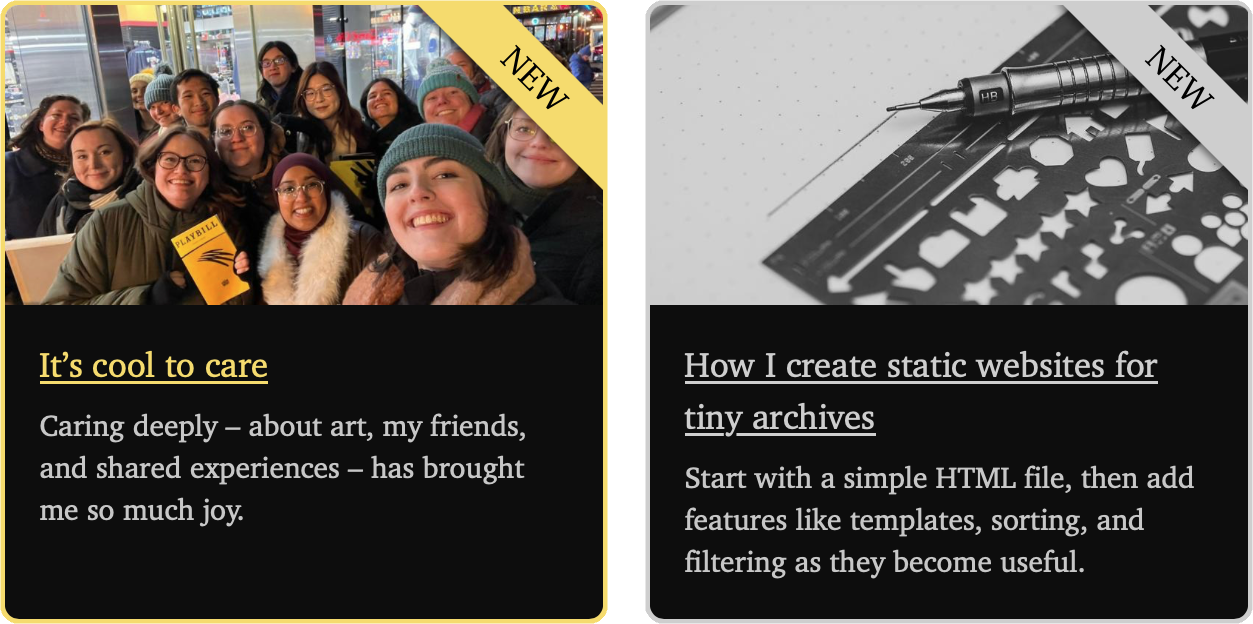 NEW
PLAYBILL
It’s cool to care
Caring deeply – about art, my friends,
and shared experiences – has brought
me so much joy.
NEW
HB
How I create static websites for
tiny archives
Start with a simple HTML file, then add
features like templates, sorting, and
filtering as they become useful.